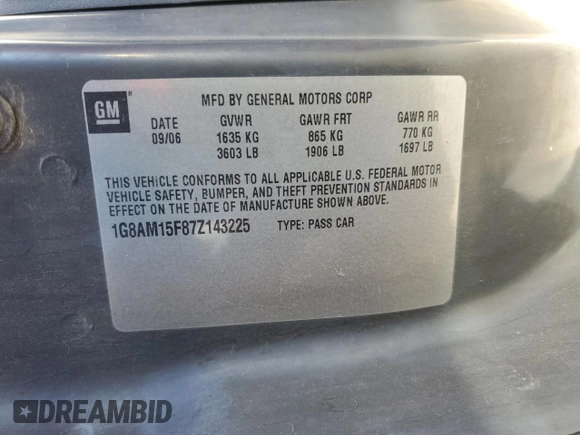 GM
MFD BY GENERAL MOTORS CORP
DATE GVWR GAWR FRT GAWR RR
09/06 1635 KG 865 KG 770 KG
3603 LB 1906 LB 1697 LB
THIS VEHICLE CONFORMS TO ALL APPLICABLE U.S. FEDERAL MOTOR
VEHICLE SAFETY, BUMPER, AND THEFT PREVENTION STANDARDS IN
EFFECT ON THE DATE OF MANUFACTURE SHOWN ABOVE.
1G8AM15F87Z143225 TYPE: PASS CAR
DREAMBID